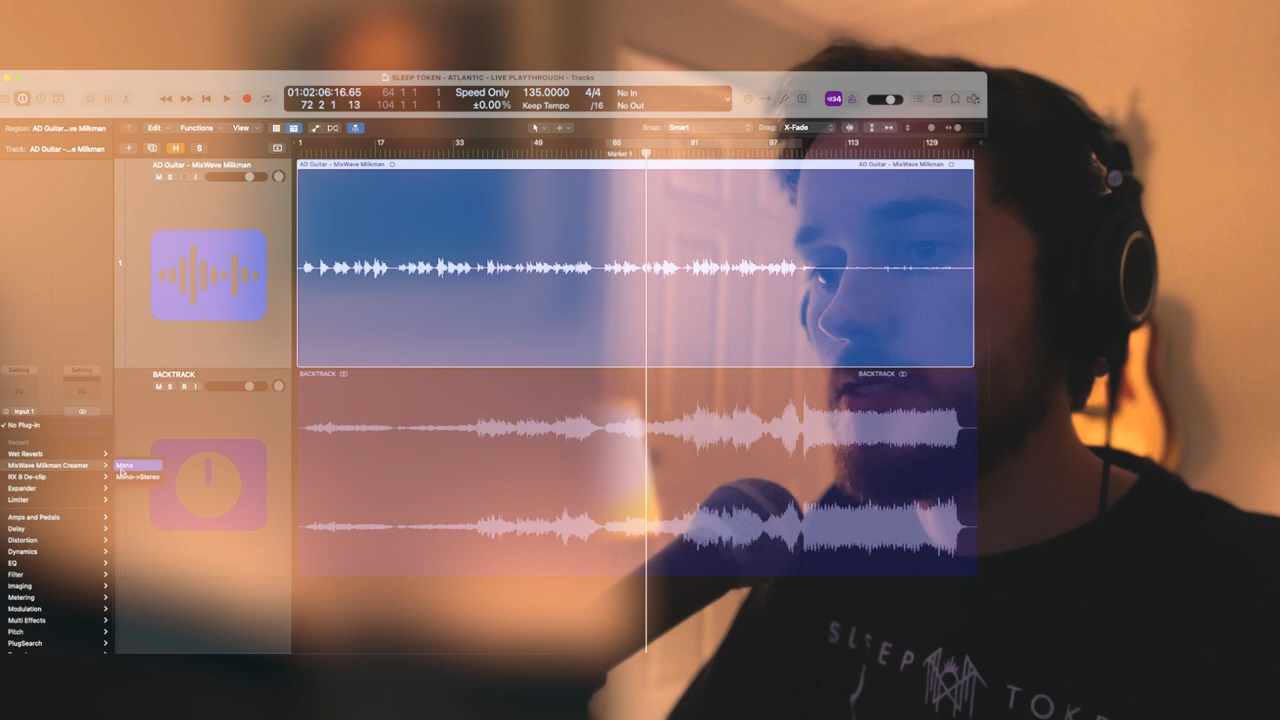 SLEEP TOKEN - ATLANTIC - LIVE PLAYTHROUGH - Tracks
01:02:06:16.65 64 1 1 1 Speed Only 135.0000 4/4 No In
72 2 1 13 104 1 1 1 ±0.00% Keep Tempo /16 No Out
1234
Region: AD Guitar...ve Milkman Edit Functions View Snap: Smart Drag: X-Fade
Track: AD Guitar -...e Milkman H S
1 17 33 49 65 81 97 113 129
Marker 1
AD Guitar - MixWave Milkman
M S I
1
AD Guitar - MixWave Milkman AD Guitar - MixWave Milkman
BACKTRACK
M S R I
BACKTRACK BACKTRACK
Setting Setting
EQ EQ
Input 1
✓ No Plug-in
Recent
Wet Reverb
MixWave Milkman Creamer Mono
RX 8 De-clip Mono->Stereo
Expander
Limiter
Amps and Pedals
Delay
Distortion
Dynamics
EQ
Filter
Imaging
Metering
Modulation
Multi Effects
Pitch
PlugSearch
SLEEP TOKE